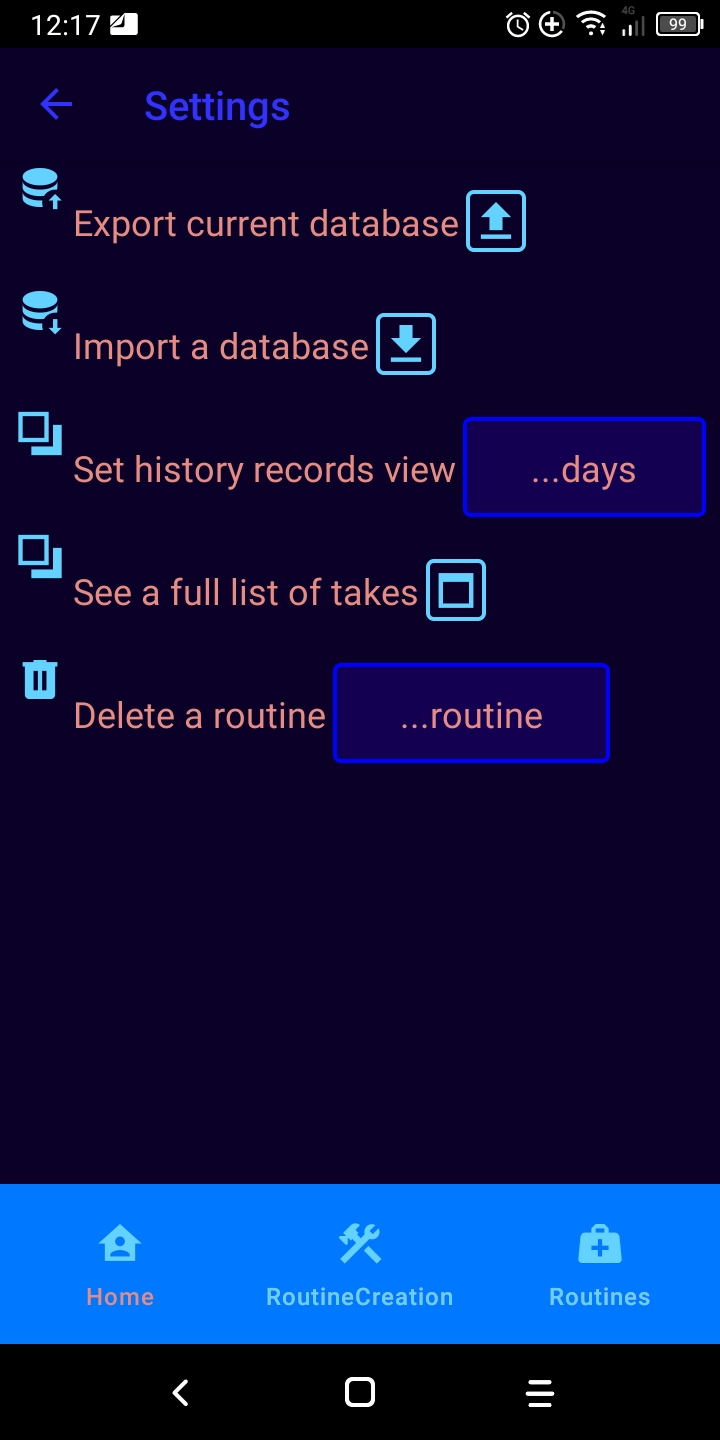 12:17
4G
99
Settings
Export current database
Import a database
Set history records view ...days
See a full list of takes
Delete a routine ...routine
Home RoutineCreation Routines